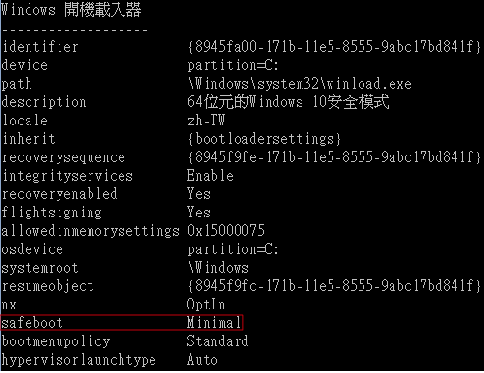 Windows 開機載入器
-------------------
identifier {8945fa00-171b-11e5-8555-9abc17bd841f}
device partition=C:
path \Windows\system32\winload.exe
description 64位元的Windows 10安全模式
locale zh-TW
inherit {bootloadersettings}
recoverysequence {8945f9fe-171b-11e5-8555-9abc17bd841f}
integrityservices Enable
recoveryenabled Yes
flightsigning Yes
allowedinmemorysettings 0x15000075
osdevice partition=C:
systemroot \Windows
resumeobject {8945f9fc-171b-11e5-8555-9abc17bd841f}
nx OptIn
safeboot Minimal
bootmenupolicy Standard
hypervisorlaunchtype Auto